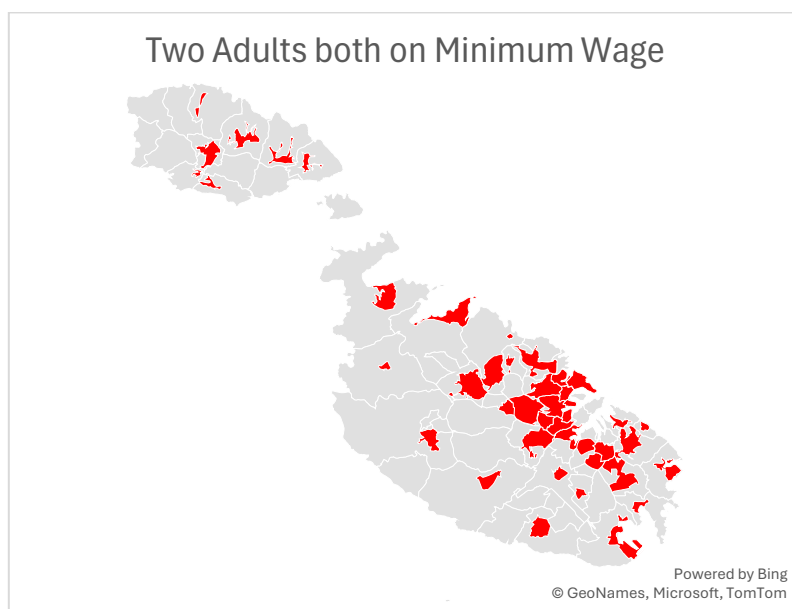 Two Adults both on Minimum Wage
Powered by Bing
© GeoNames, Microsoft, TomTom